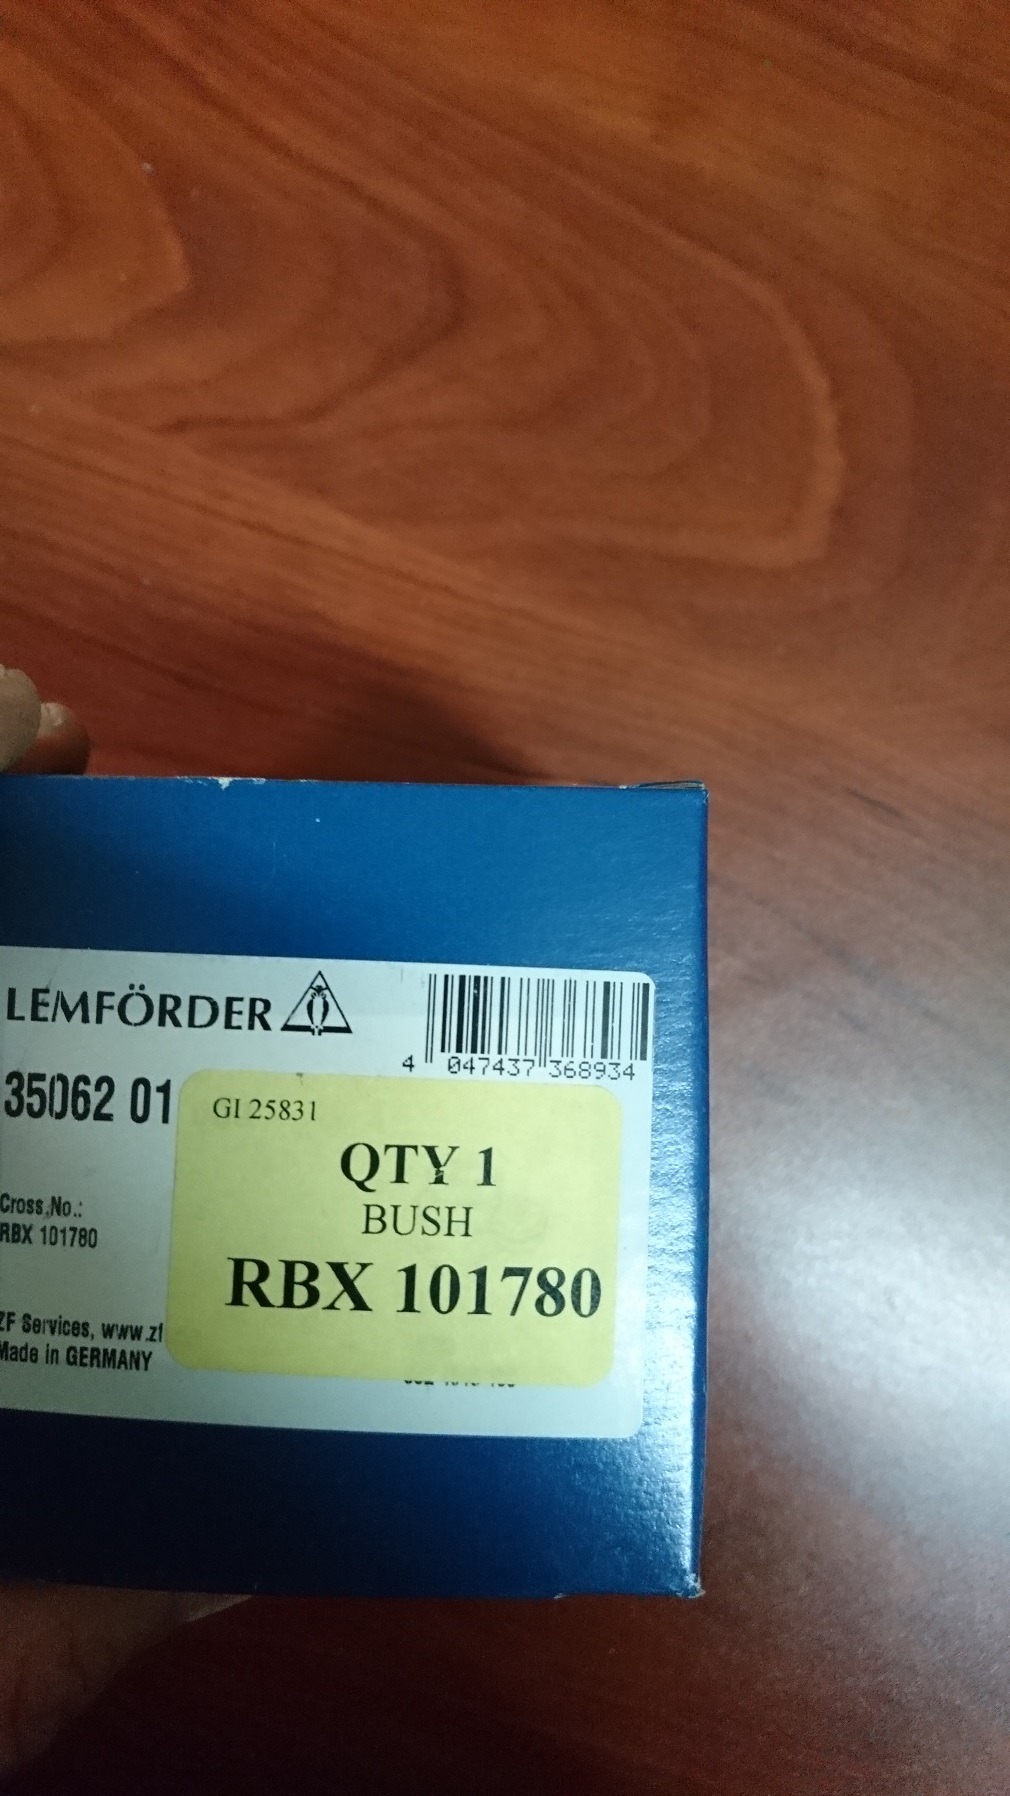 LEMFÖRDER
4 047437 368934
35062 01
GI 25831
QTY 1
BUSH
RBX 101780
Cross No.:
RBX 101780
ZF Services, www.zf
Made in GERMANY